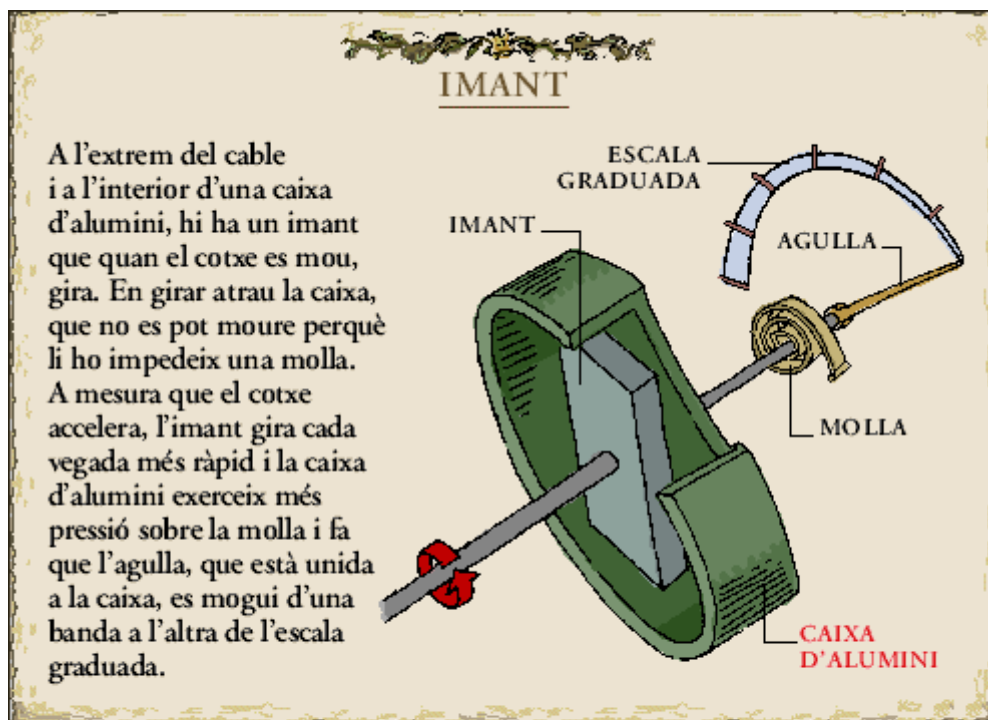 IMANT
A l'extrem del cable
i a l'interior d'una caixa
d'alumini, hi ha un imant
que quan el cotxe es mou,
gira. En girar atrau la caixa,
que no es pot moure perquè
li ho impedeix una molla.
A mesura que el cotxe
accelera, l'imant gira cada
vegada més ràpid i la caixa
d'alumini exerceix més
pressió sobre la molla i fa
que l'agulla, que està unida
a la caixa, es mogui d'una
banda a l'altra de l'escala
graduada.
ESCALA
GRADUADA
IMANT
AGULLA
MOLLA
CAIXA
D'ALUMINI